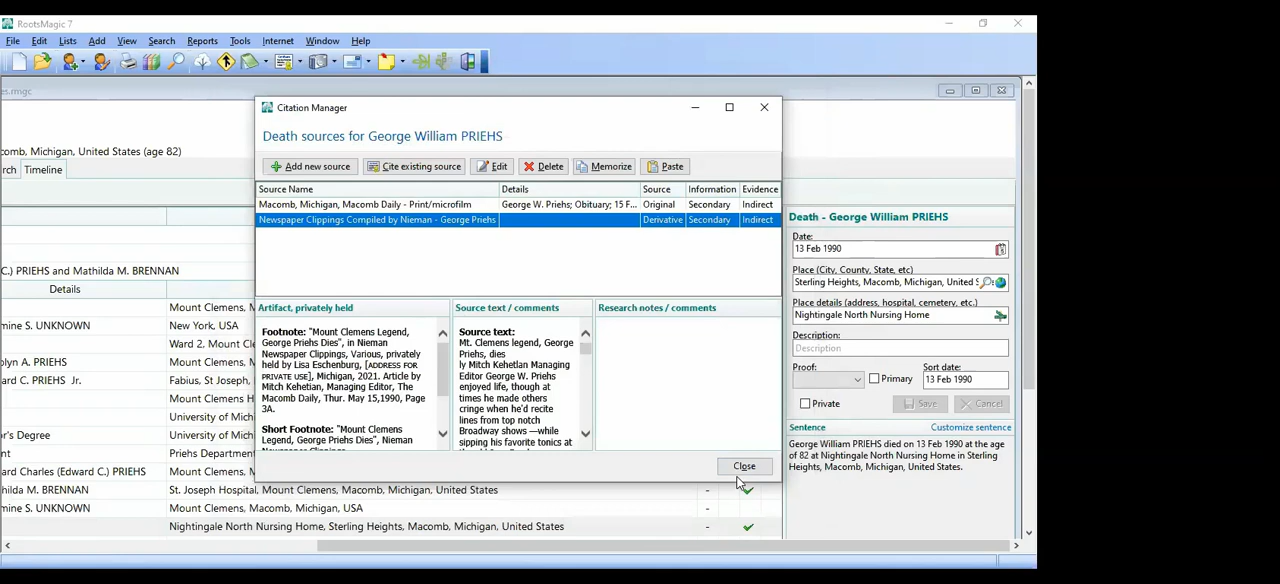 RootsMagic 7
File Edit Lists Add View Search Reports Tools Internet Window Help
es.rmgc
omb, Michigan, United States (age 82)
rch Timeline
C.) PRIEHS and Mathilda M. BRENNAN
Details
Mount Clemens, M
mine S. UNKNOWN New York, USA
Ward 2, Mount Cl
olyn A. PRIEHS Mount Clemens, M
ard C. PRIEHS Jr. Fabius, St Joseph,
Mount Clemens H
University of Mich
or's Degree University of Mich
Priehs Department
ard Charles (Edward C.) PRIEHS Mount Clemens, M
hilda M. BRENNAN St. Joseph Hospital, Mount Clemens, Macomb, Michigan, United States -
mine S. UNKNOWN Mount Clemens, Macomb, Michigan, USA -
Nightingale North Nursing Home, Sterling Heights, Macomb, Michigan, United States -
Citation Manager
Death sources for George William PRIEHS
Add new source Cite existing source Edit Delete Memorize Paste
Source Name Details Source Information Evidence
Macomb, Michigan, Macomb Daily - Print/microfilm George W. Priehs; Obituary; 15 F... Original Secondary Indirect
Newspaper Clippings Compiled by Nieman - George Priehs Derivative Secondary Indirect
Artifact, privately held
Footnote: "Mount Clemens Legend,
George Priehs Dies", in Nieman
Newspaper Clippings, Various, privately
held by Lisa Eschenburg, [ADDRESS FOR
PRIVATE USE], Michigan, 2021. Article by
Mitch Kehetlan, Managing Editor, The
Macomb Daily, Thur. May 15,1990, Page
3A.
Short Footnote: "Mount Clemens
Legend, George Priehs Dies", Nieman
Source text / comments
Source text:
Mt. Clemens legend, George
Priehs, dies
ly Mitch Kehetlan Managing
Editor George W. Priehs
enjoyed life, though at
times he made others
cringe when he'd recite
lines from top notch
Broadway shows —while
sipping his favorite tonics at
Research notes / comments
Close
Death - George William PRIEHS
Date:
13 Feb 1990
Place (City, County, State, etc)
Sterling Heights, Macomb, Michigan, United S
Place details (address, hospital, cemetery, etc.)
Nightingale North Nursing Home
Description:
Description
Proof: Primary Sort date:
13 Feb 1990
Private Save Cancel
Sentence Customize sentence
George William PRIEHS died on 13 Feb 1990 at the age
of 82 at Nightingale North Nursing Home in Sterling
Heights, Macomb, Michigan, United States.